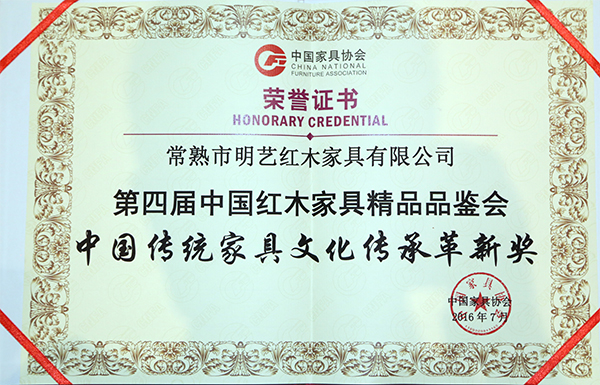 中国家具协会
CHINA NATIONAL
FURNITURE ASSOCIATION
荣誉证书
HONORARY CREDENTIAL
常熟市明艺红木家具有限公司
第四届中国红木家具精品品鉴会
中国传统家具文化传承革新奖
中国家具协会
2016年7月